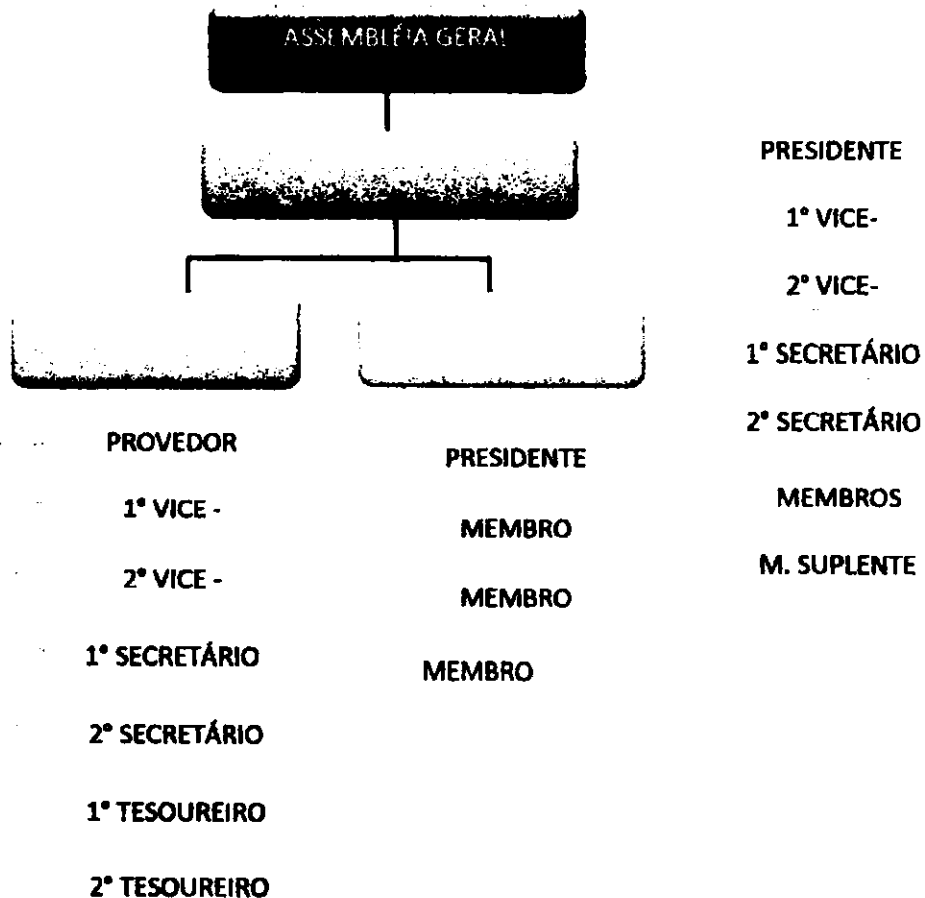 ASSEMBLÉIA GERAL
PROVEDOR
1° VICE -
2° VICE -
1° SECRETÁRIO
2° SECRETÁRIO
1° TESOUREIRO
2° TESOUREIRO
PRESIDENTE
MEMBRO
MEMBRO
MEMBRO
PRESIDENTE
1° VICE-
2° VICE-
1° SECRETÁRIO
2° SECRETÁRIO
MEMBROS
M. SUPLENTE